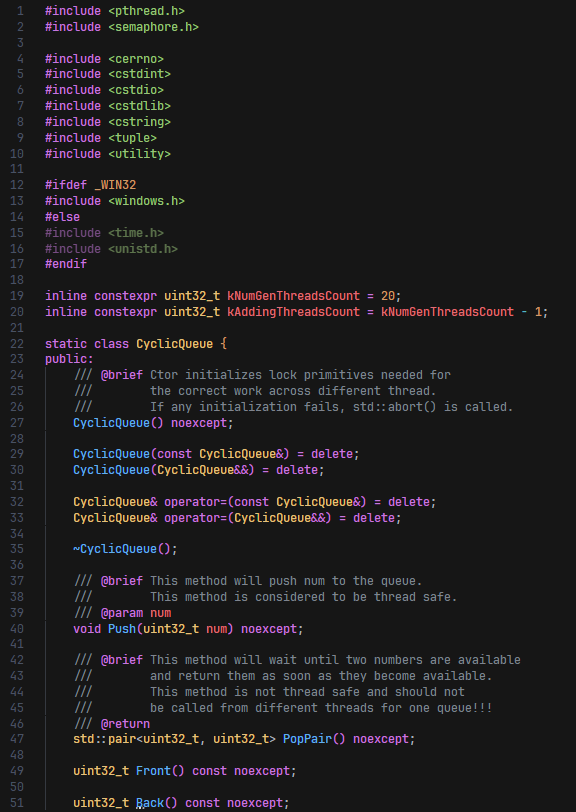 1 #include <pthread.h>
2 #include <semaphore.h>
3
4 #include <cerrno>
5 #include <cstdint>
6 #include <cstdio>
7 #include <cstdlib>
8 #include <cstring>
9 #include <tuple>
10 #include <utility>
11
12 #ifdef _WIN32
13 #include <windows.h>
14 #else
15 #include <time.h>
16 #include <unistd.h>
17 #endif
18
19 inline constexpr uint32_t kNumGenThreadsCount = 20;
20 inline constexpr uint32_t kAddingThreadsCount = kNumGenThreadsCount - 1;
21
22 static class CyclicQueue {
23 public:
24     /// @brief Ctor initializes lock primitives needed for
25     ///        the correct work across different thread.
26     ///        If any initialization fails, std::abort() is called.
27     CyclicQueue() noexcept;
28
29     CyclicQueue(const CyclicQueue&) = delete;
30     CyclicQueue(CyclicQueue&&) = delete;
31
32     CyclicQueue& operator=(const CyclicQueue&) = delete;
33     CyclicQueue& operator=(CyclicQueue&&) = delete;
34
35     ~CyclicQueue();
36
37     /// @brief This method will push num to the queue.
38     ///        This method is considered to be thread safe.
39     /// @param num
40     void Push(uint32_t num) noexcept;
41
42     /// @brief This method will wait until two numbers are available
43     ///        and return them as soon as they become available.
44     ///        This method is not thread safe and should not
45     ///        be called from different threads for one queue!!!
46     /// @return
47     std::pair<uint32_t, uint32_t> PopPair() noexcept;
48
49     uint32_t Front() const noexcept;
50
51     uint32_t Back() const noexcept;